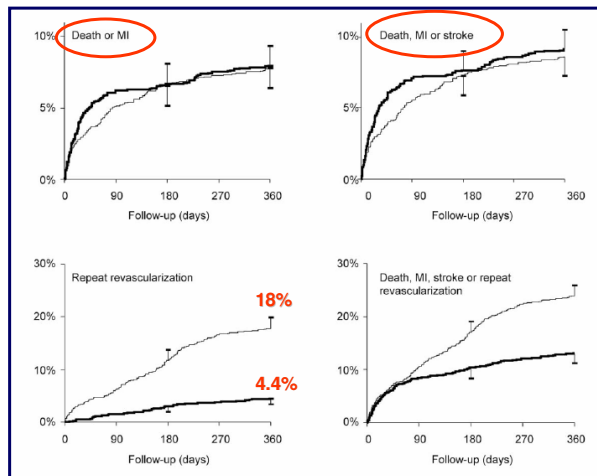 Death or MI
10%
5%
0%
0 90 180 270 360
Follow-up (days)
Death, MI or stroke
10%
5%
0%
0 90 180 270 360
Follow-up (days)
Repeat revascularization
30%
20%
10%
0%
18%
4.4%
0 90 180 270 360
Follow-up (days)
Death, MI, stroke or repeat
revascularization
30%
20%
10%
0%
0 90 180 270 360
Follow-up (days)